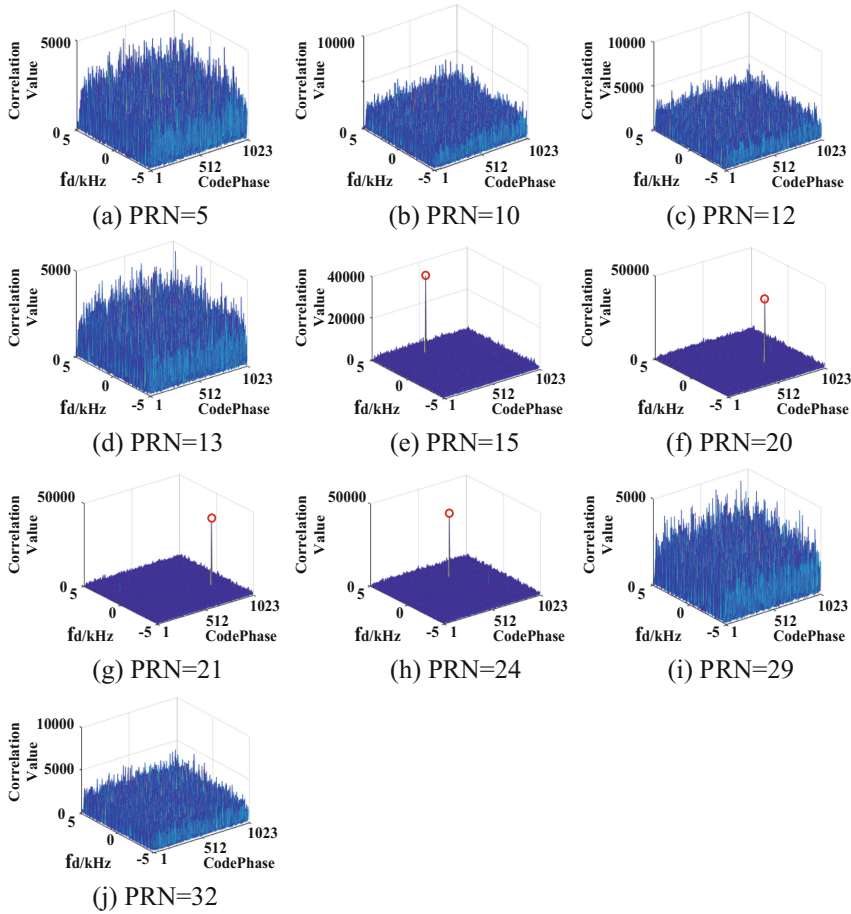 5000
Correlation
Value
0
5
0
-5
fd/kHz
1
512
1023
CodePhase
(a) PRN=5
10000
5000
Correlation
Value
0
5
0
-5
fd/kHz
1
512
1023
CodePhase
(b) PRN=10
10000
5000
Correlation
Value
0
5
0
-5
fd/kHz
1
512
1023
CodePhase
(c) PRN=12
5000
Correlation
Value
0
5
0
-5
fd/kHz
1
512
1023
CodePhase
(d) PRN=13
40000
20000
Correlation
Value
0
5
0
-5
fd/kHz
1
512
1023
CodePhase
(e) PRN=15
50000
Correlation
Value
0
5
0
-5
fd/kHz
1
512
1023
CodePhase
(f) PRN=20
50000
Correlation
Value
0
5
0
-5
fd/kHz
1
512
1023
CodePhase
(g) PRN=21
50000
Correlation
Value
0
5
0
-5
fd/kHz
1
512
1023
CodePhase
(h) PRN=24
5000
Correlation
Value
0
5
0
-5
fd/kHz
1
512
1023
CodePhase
(i) PRN=29
10000
5000
Correlation
Value
0
5
0
-5
fd/kHz
1
512
1023
CodePhase
(j) PRN=32